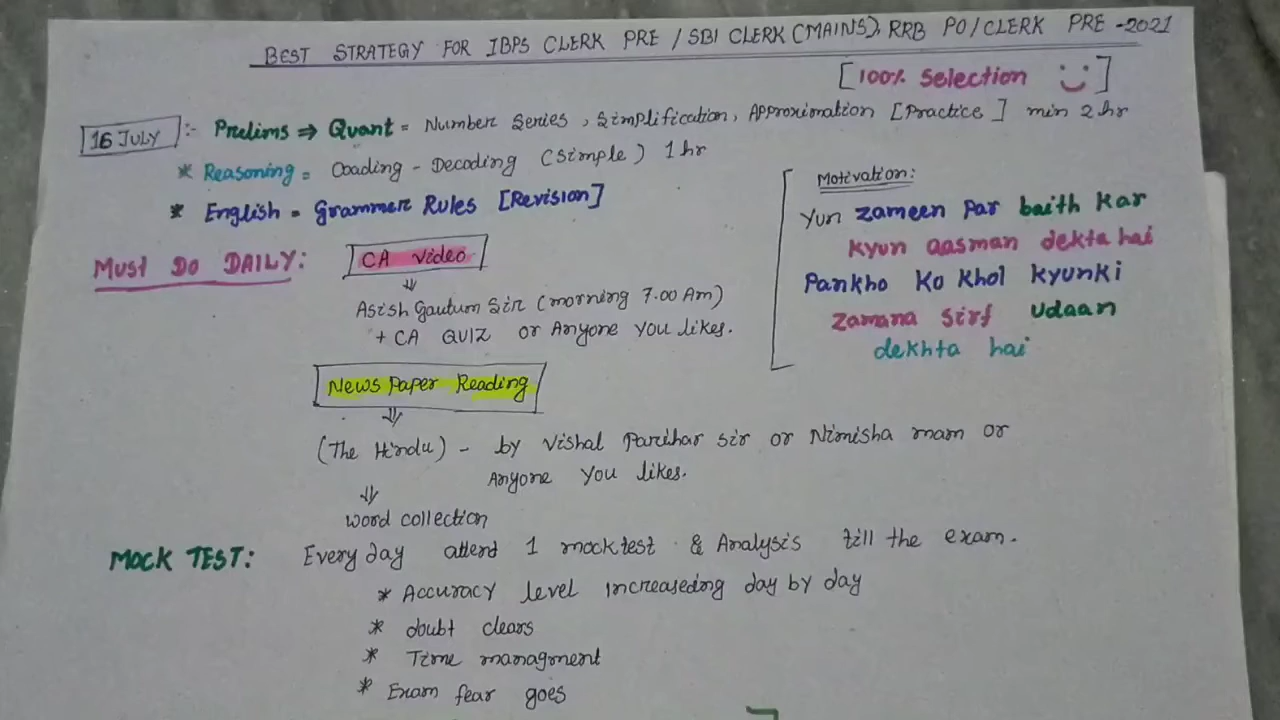 BEST STRATEGY FOR IBPS CLERK PRE / SBI CLERK (MAINS), RRB PO / CLERK PRE -2021
[100% Selection]
16 JULY :- Prelims ⇒ Quant = Number Series, Simplification, Approximation [Practice] min 2 hr
* Reasoning = Coading - Decoding (Simple) 1 hr
* English = Grammer Rules [Revision]
Motivation:
Yun zameen par baith kar
kyun aasman dekta hai
Pankho ko khol kyunki
zamana sirf udaan
dekhta hai
MUST DO DAILY: CA video
⇓
Asish Gautum Sir (morning 7.00 Am)
+ CA QUIZ or Anyone you likes.
News Paper Reading
⇓
(The Hindu) - by Vishal Parihar sir or Nimisha mam or
Anyone you likes.
⇓
word collection
MOCK TEST: Every day attend 1 mocktest & Analysis till the exam.
* Accuracy level increaseding day by day
* doubt clears
* Time managment
* Exam fear goes